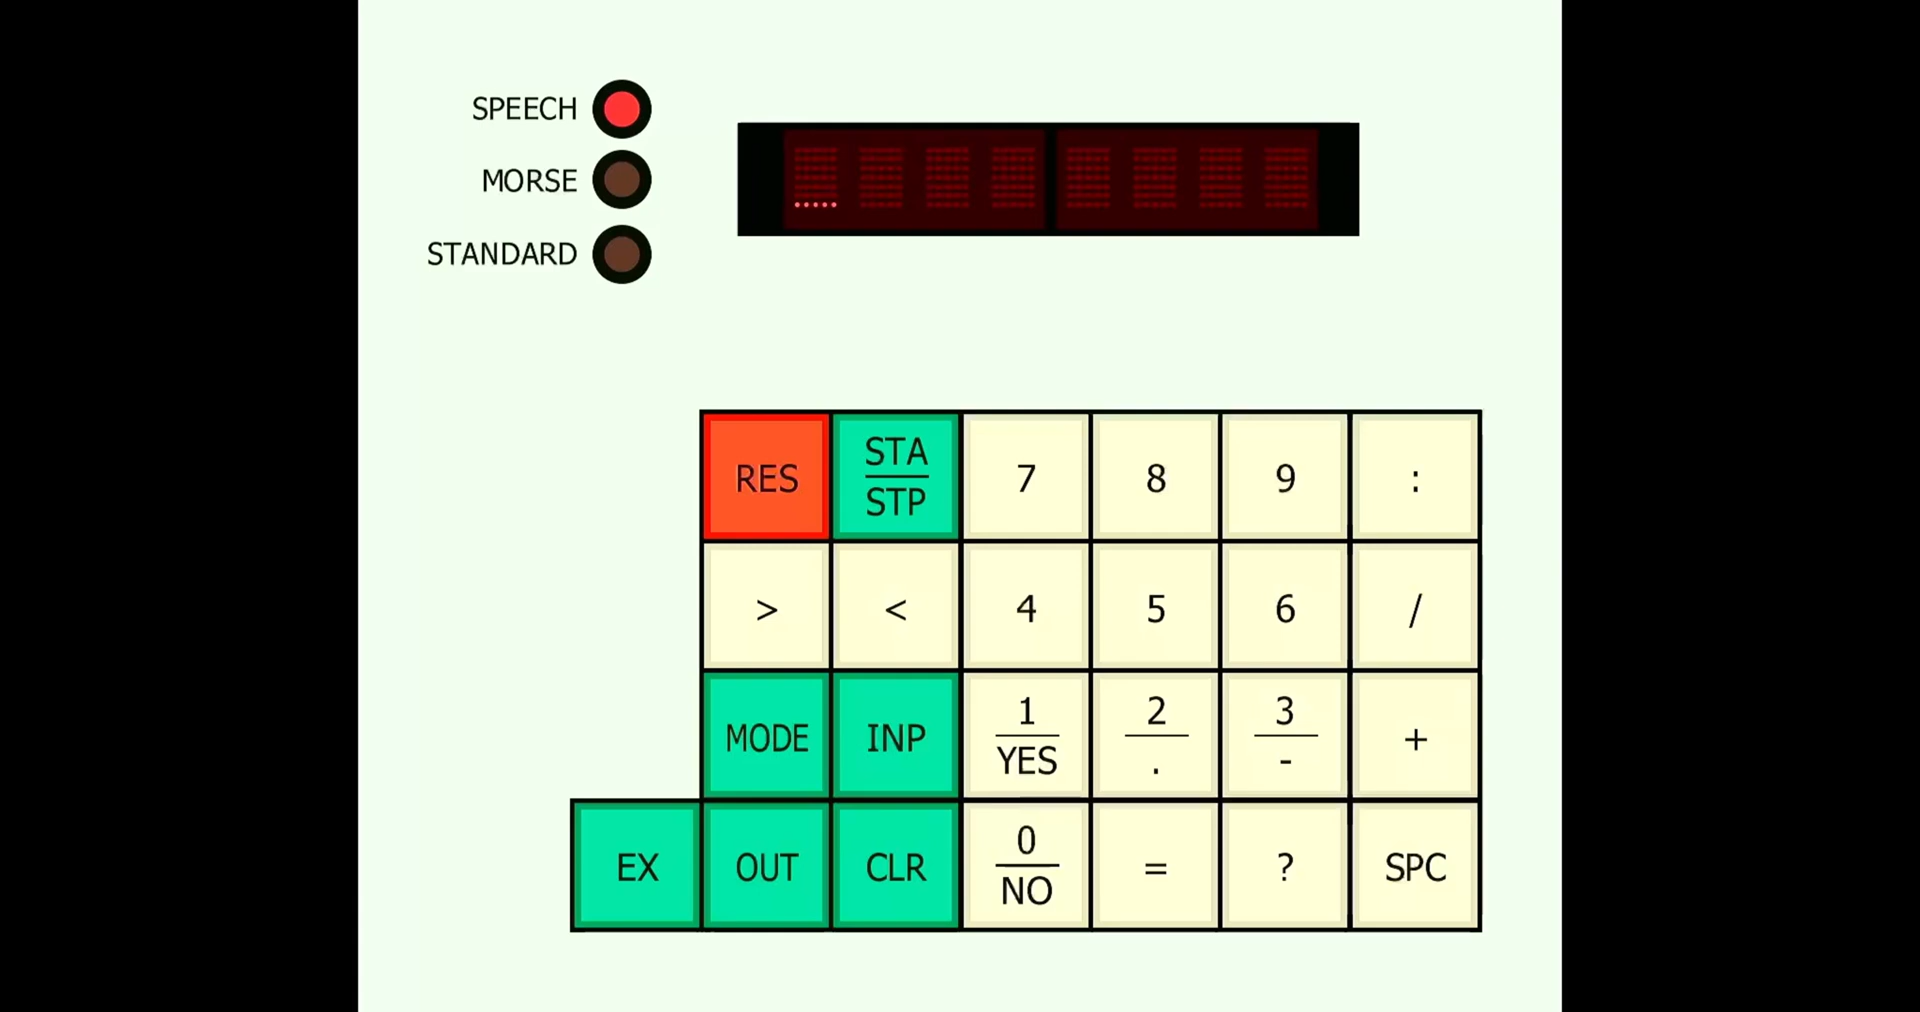 SPEECH
MORSE
STANDARD
RES
STA
STP
7
8
9
:
>
<
4
5
6
/
MODE
INP
1
YES
2
.
3
-
+
EX
OUT
CLR
0
NO
=
?
SPC